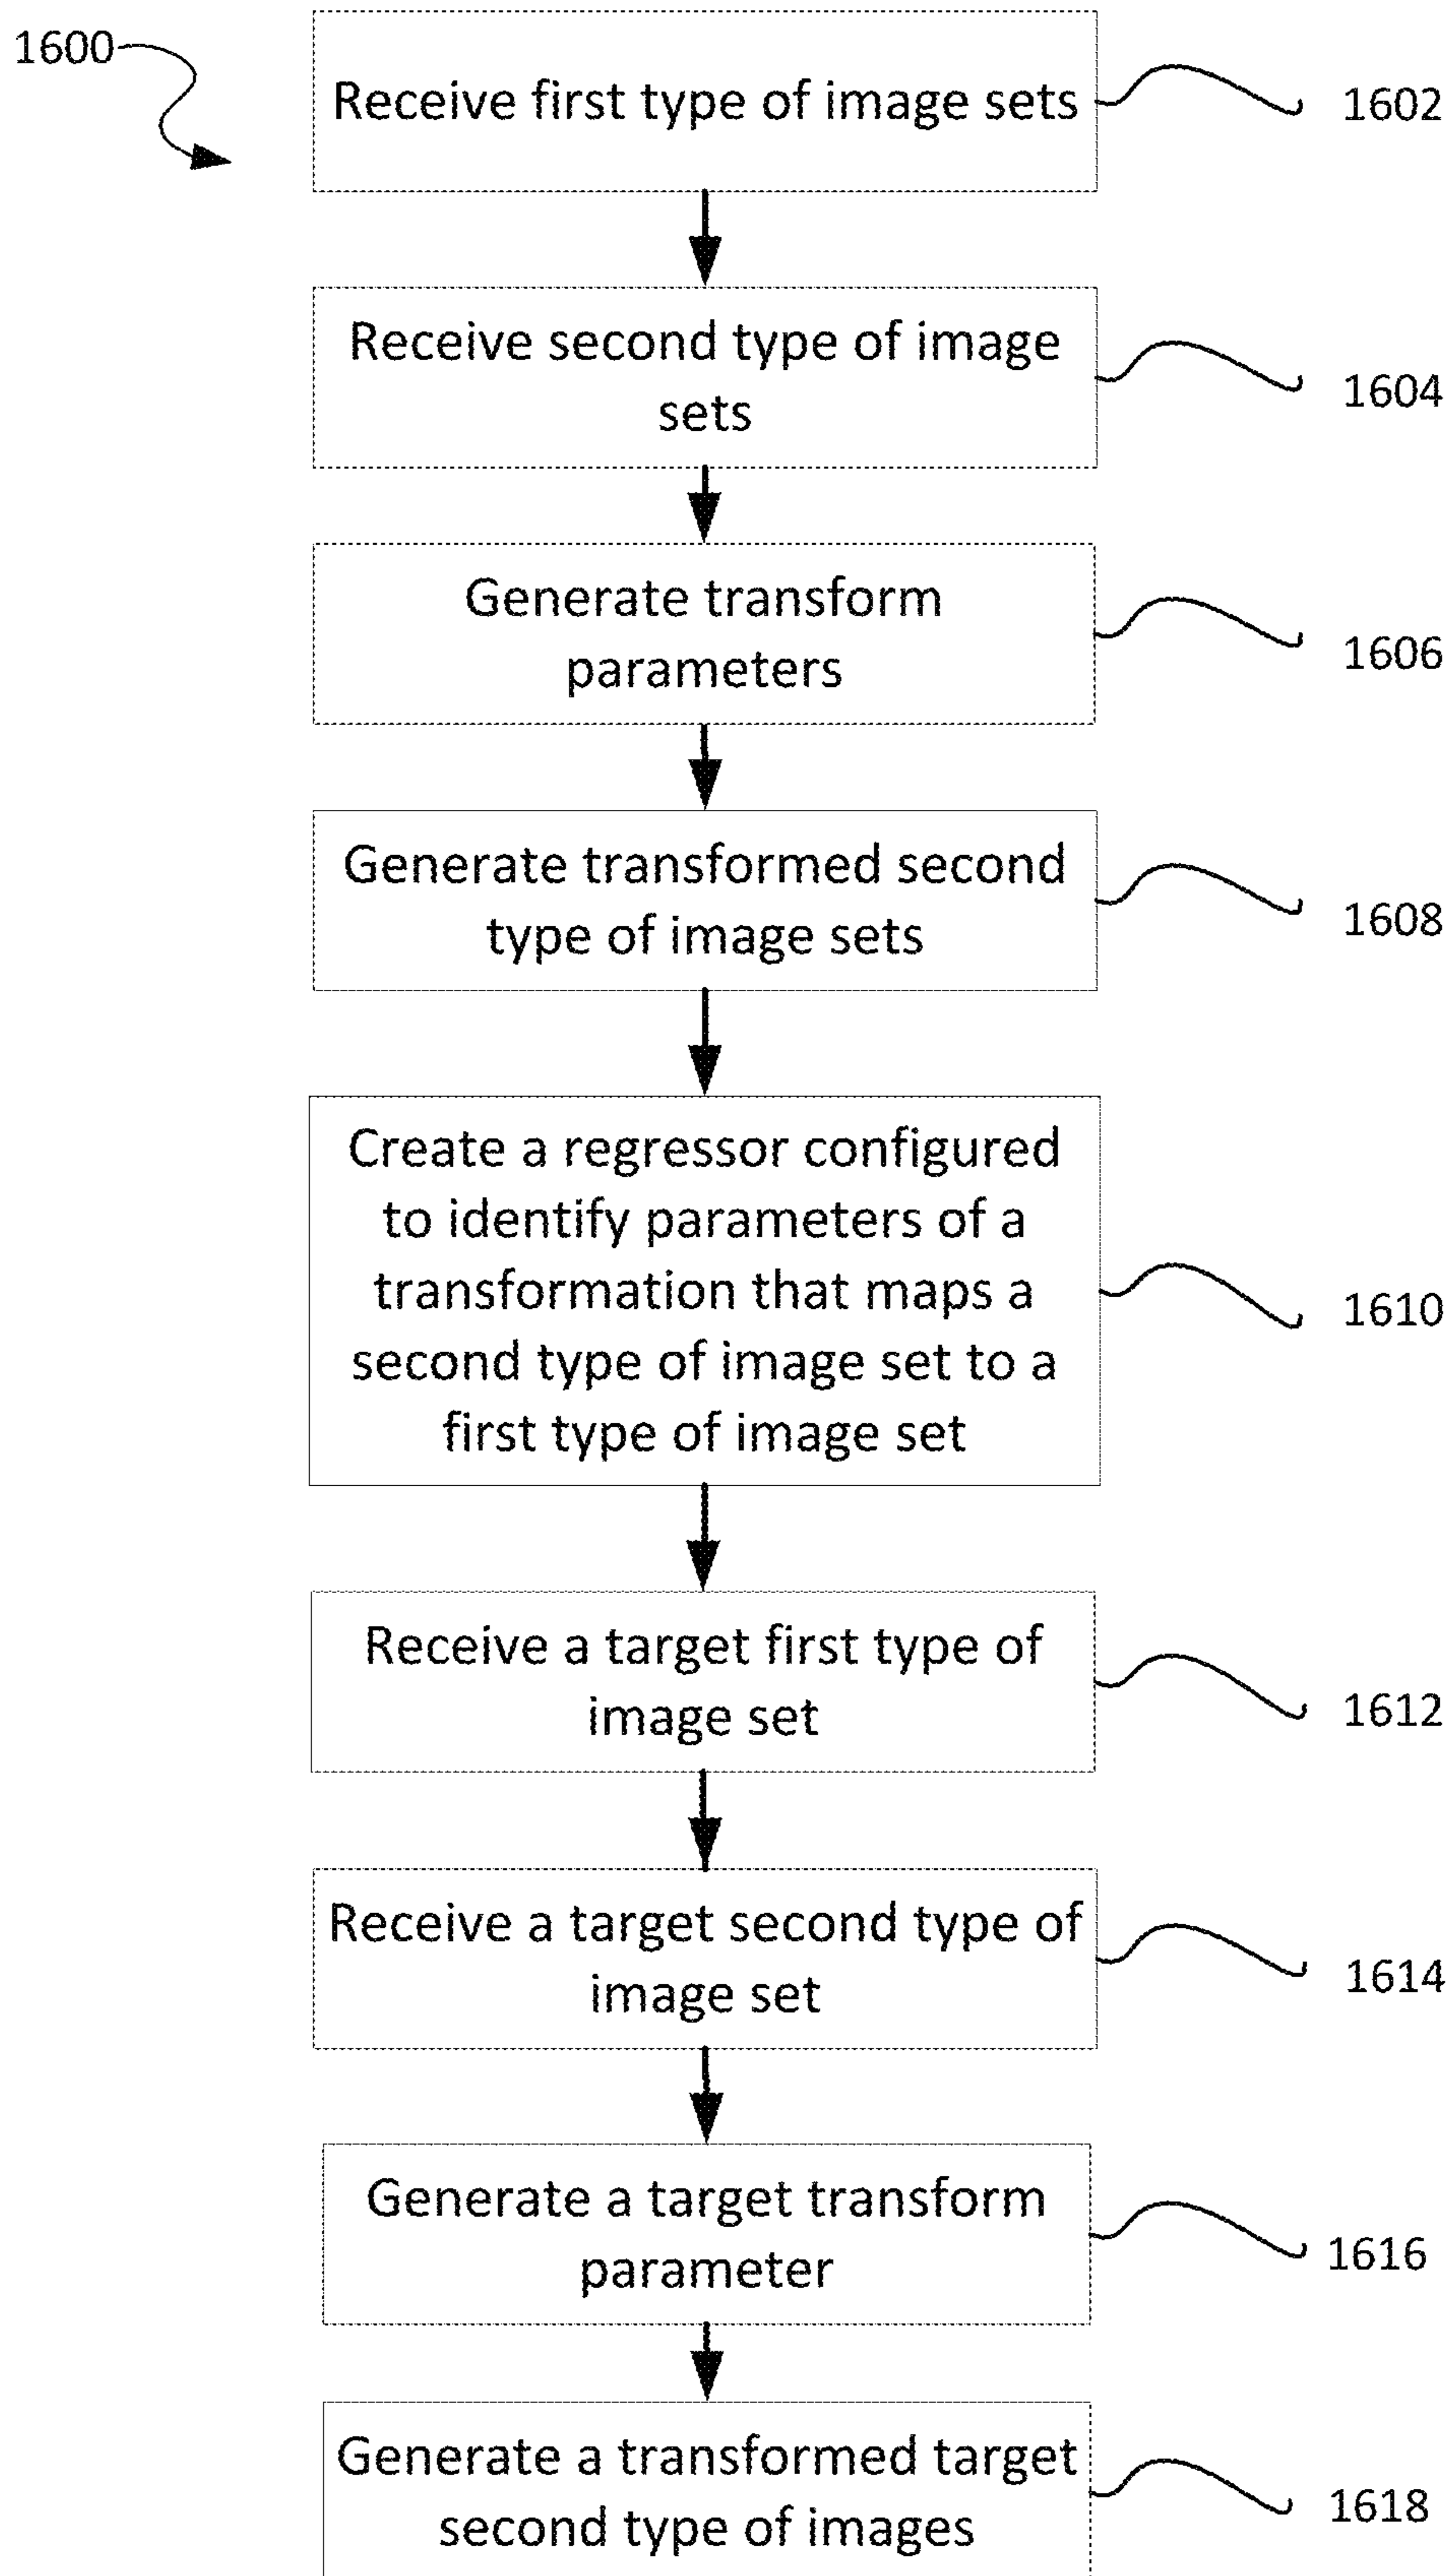 1600
Receive first type of image sets
1602
Receive second type of image
sets
1604
Generate transform
parameters
1606
Generate transformed second
type of image sets
1608
Create a regressor configured
to identify parameters of a
transformation that maps a
second type of image set to a
first type of image set
1610
Receive a target first type of
image set
1612
Receive a target second type of
image set
1614
Generate a target transform
parameter
1616
Generate a transformed target
second type of images
1618